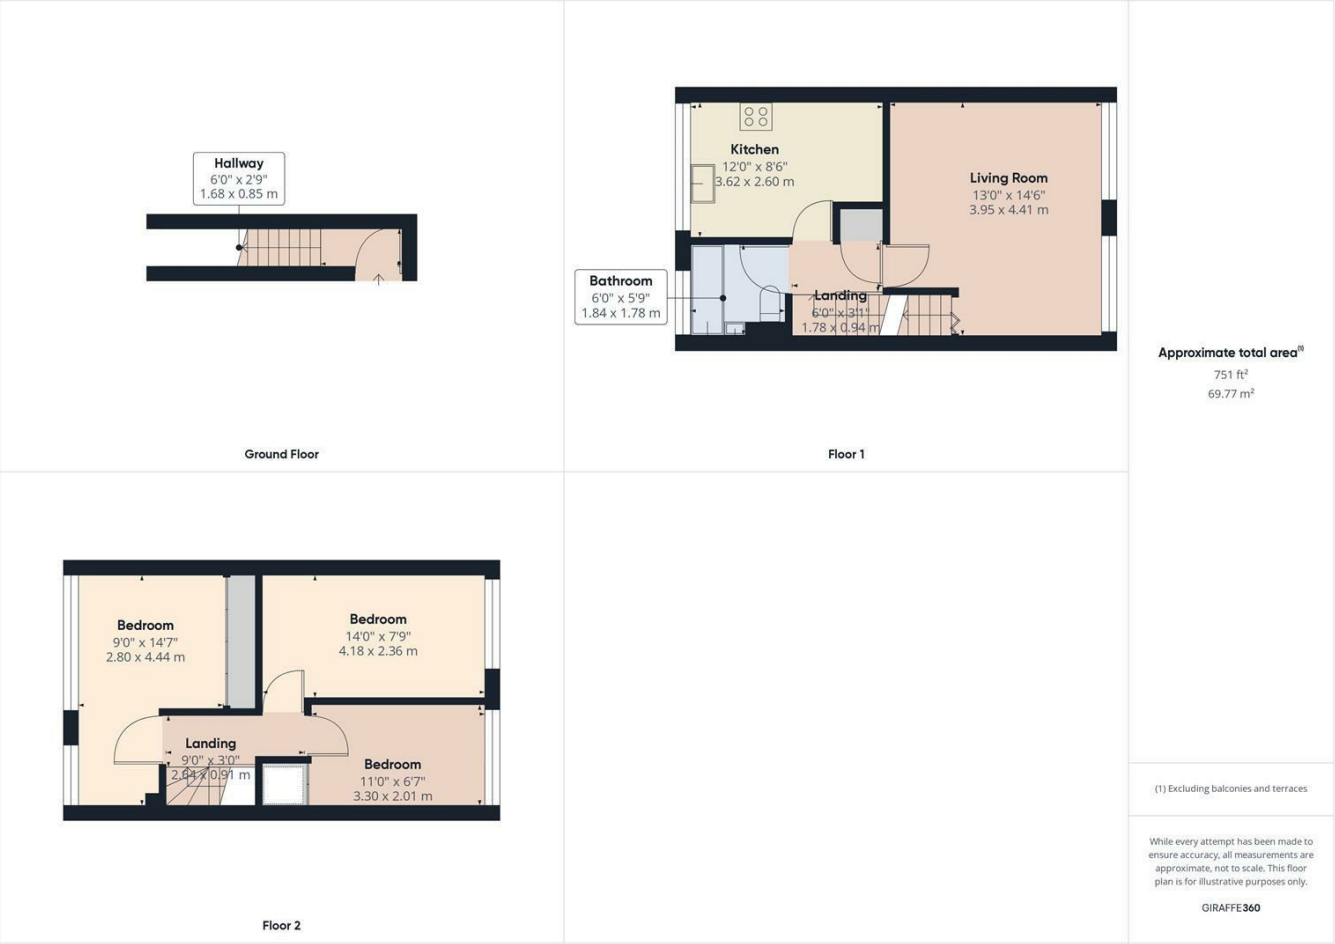 Hallway
6'0" x 2'9"
1.68 x 0.85 m
Ground Floor
Kitchen
12'0" x 8'6"
3.62 x 2.60 m
Living Room
13'0" x 14'6"
3.95 x 4.41 m
Bathroom
6'0" x 5'9"
1.84 x 1.78 m
Landing
6'0" x 3'1"
1.78 x 0.94 m
Floor 1
Approximate total area(1)
751 ft²
69.77 m²
Bedroom
9'0" x 14'7"
2.80 x 4.44 m
Bedroom
14'0" x 7'9"
4.18 x 2.36 m
Landing
9'0" x 3'0"
2.64 x 0.91 m
Bedroom
11'0" x 6'7"
3.30 x 2.01 m
Floor 2
(1) Excluding balconies and terraces
While every attempt has been made to
ensure accuracy, all measurements are
approximate, not to scale. This floor
plan is for illustrative purposes only.
GIRAFFE360